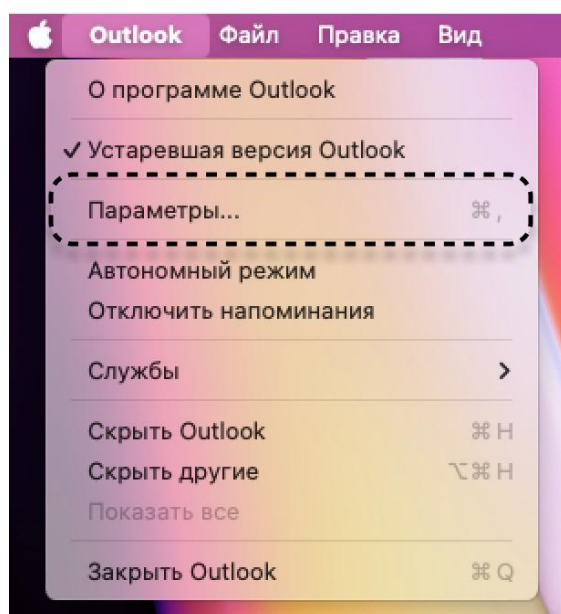 Outlook Файл Правка Вид
О программе Outlook
✓ Устаревшая версия Outlook
Параметры... ⌘ ,
Автономный режим
Отключить напоминания
Службы >
Скрыть Outlook ⌘ H
Скрыть другие ⌥ ⌘ H
Показать все
Закрыть Outlook ⌘ Q